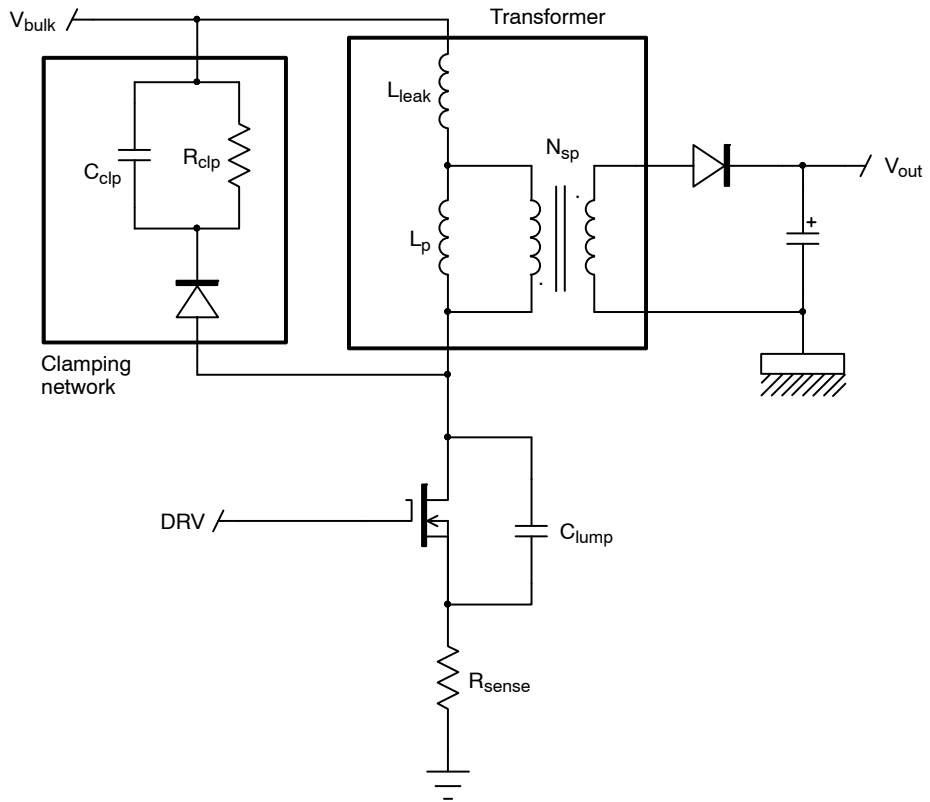 Transformer
Vbulk
Lleak
Nsp
Cclp
Rclp
Vout
+
Lp
Clamping
network
DRV
Clump
Rsense